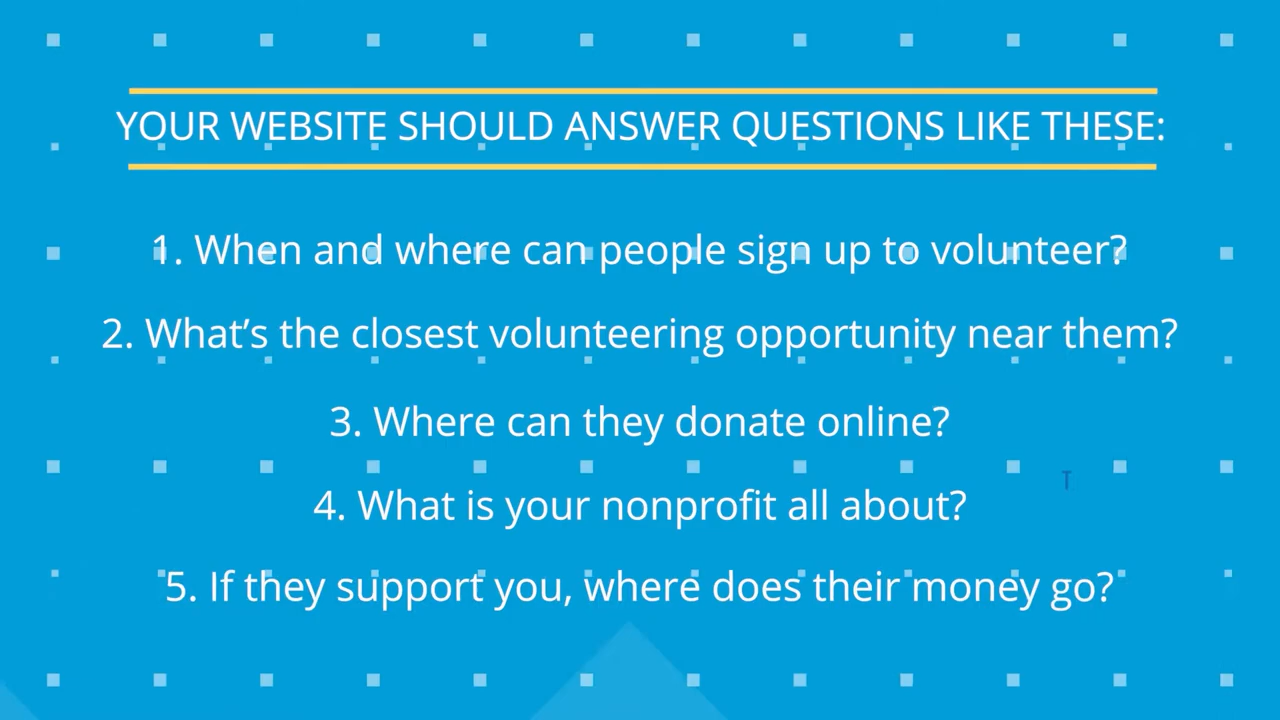 YOUR WEBSITE SHOULD ANSWER QUESTIONS LIKE THESE:
1. When and where can people sign up to volunteer?
2. What’s the closest volunteering opportunity near them?
3. Where can they donate online?
4. What is your nonprofit all about?
5. If they support you, where does their money go?